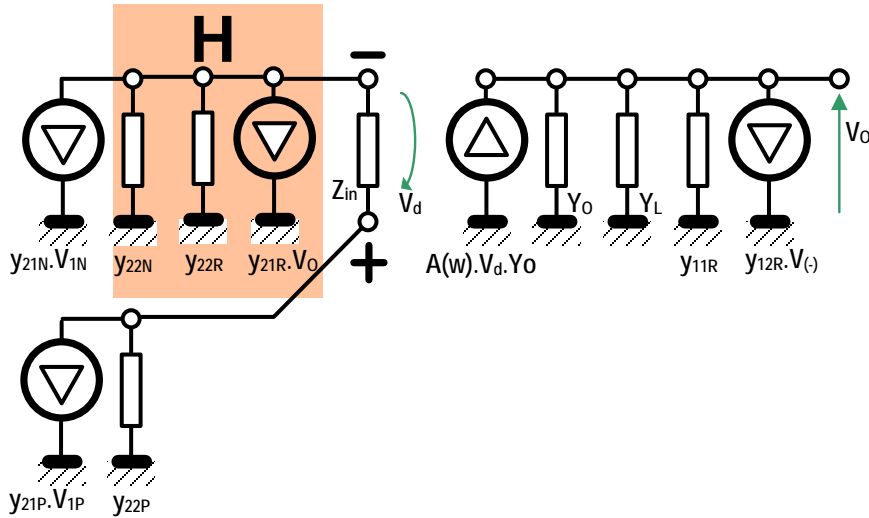 H
−
Zin
Vd
+
y21N.V1N
y22N
y22R
y21R.VO
VO
YO
YL
A(w).Vd.YO
y11R
y12R.V(-)
y21P.V1P
y22P